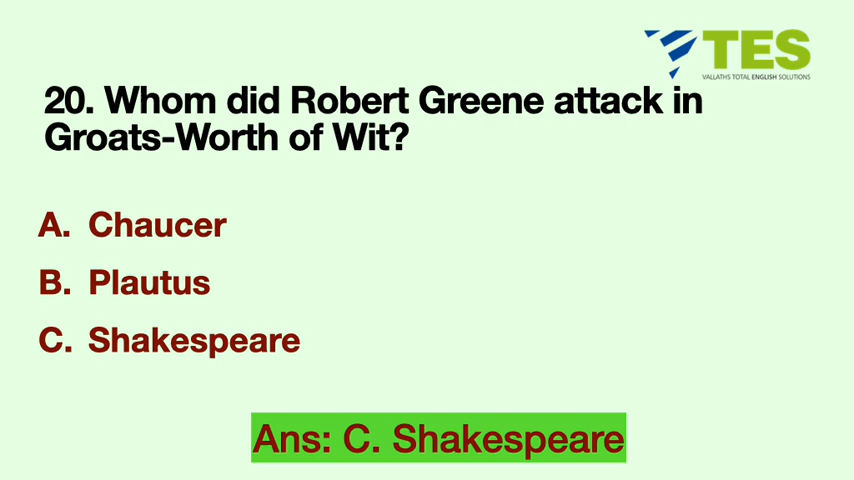 TES
VALLATHS TOTAL ENGLISH SOLUTIONS
20. Whom did Robert Greene attack in
Groats-Worth of Wit?
A. Chaucer
B. Plautus
C. Shakespeare
Ans: C. Shakespeare